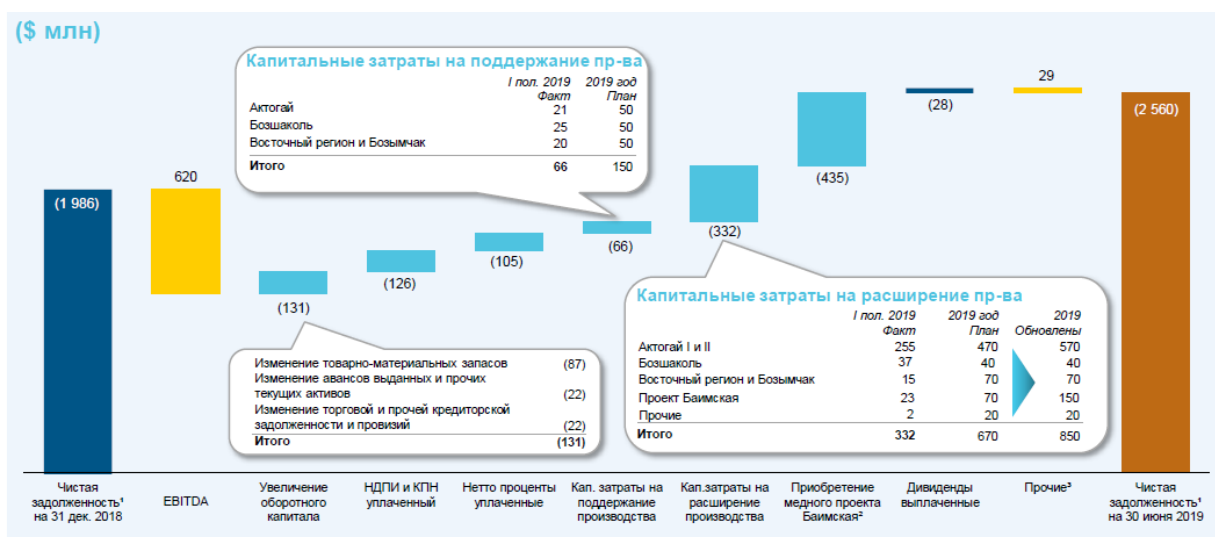 ($ млн)
Капитальные затраты на поддержание пр-ва
I пол. 2019 2019 год
Факт План
Актогай 21 50
Бозшаколь 25 50
Восточный регион и Бозымчак 20 50
Итого 66 150
(1 986)
620
(131)
(126)
(105)
(66)
(332)
(435)
(28)
29
(2 560)
Изменение товарно-материальных запасов (87)
Изменение авансов выданных и прочих
текущих активов (22)
Изменение торговой и прочей кредиторской
задолженности и провизий (22)
Итого (131)
Капитальные затраты на расширение пр-ва
I пол. 2019 2019 год 2019
Факт План Обновлены
Актогай I и II 255 470 570
Бозшаколь 37 40 40
Восточный регион и Бозымчак 15 70 70
Проект Баимская 23 70 150
Прочие 2 20 20
Итого 332 670 850
Чистая
задолженность¹
на 31 дек. 2018
EBITDA
Увеличение
оборотного
капитала
НДПИ и КПН
уплаченный
Нетто проценты
уплаченные
Кап. затраты на
поддержание
производства
Кап.затраты на
расширение
производства
Приобретение
медного проекта
Баимская²
Дивиденды
выплаченные
Прочие³
Чистая
задолженность¹
на 30 июня 2019